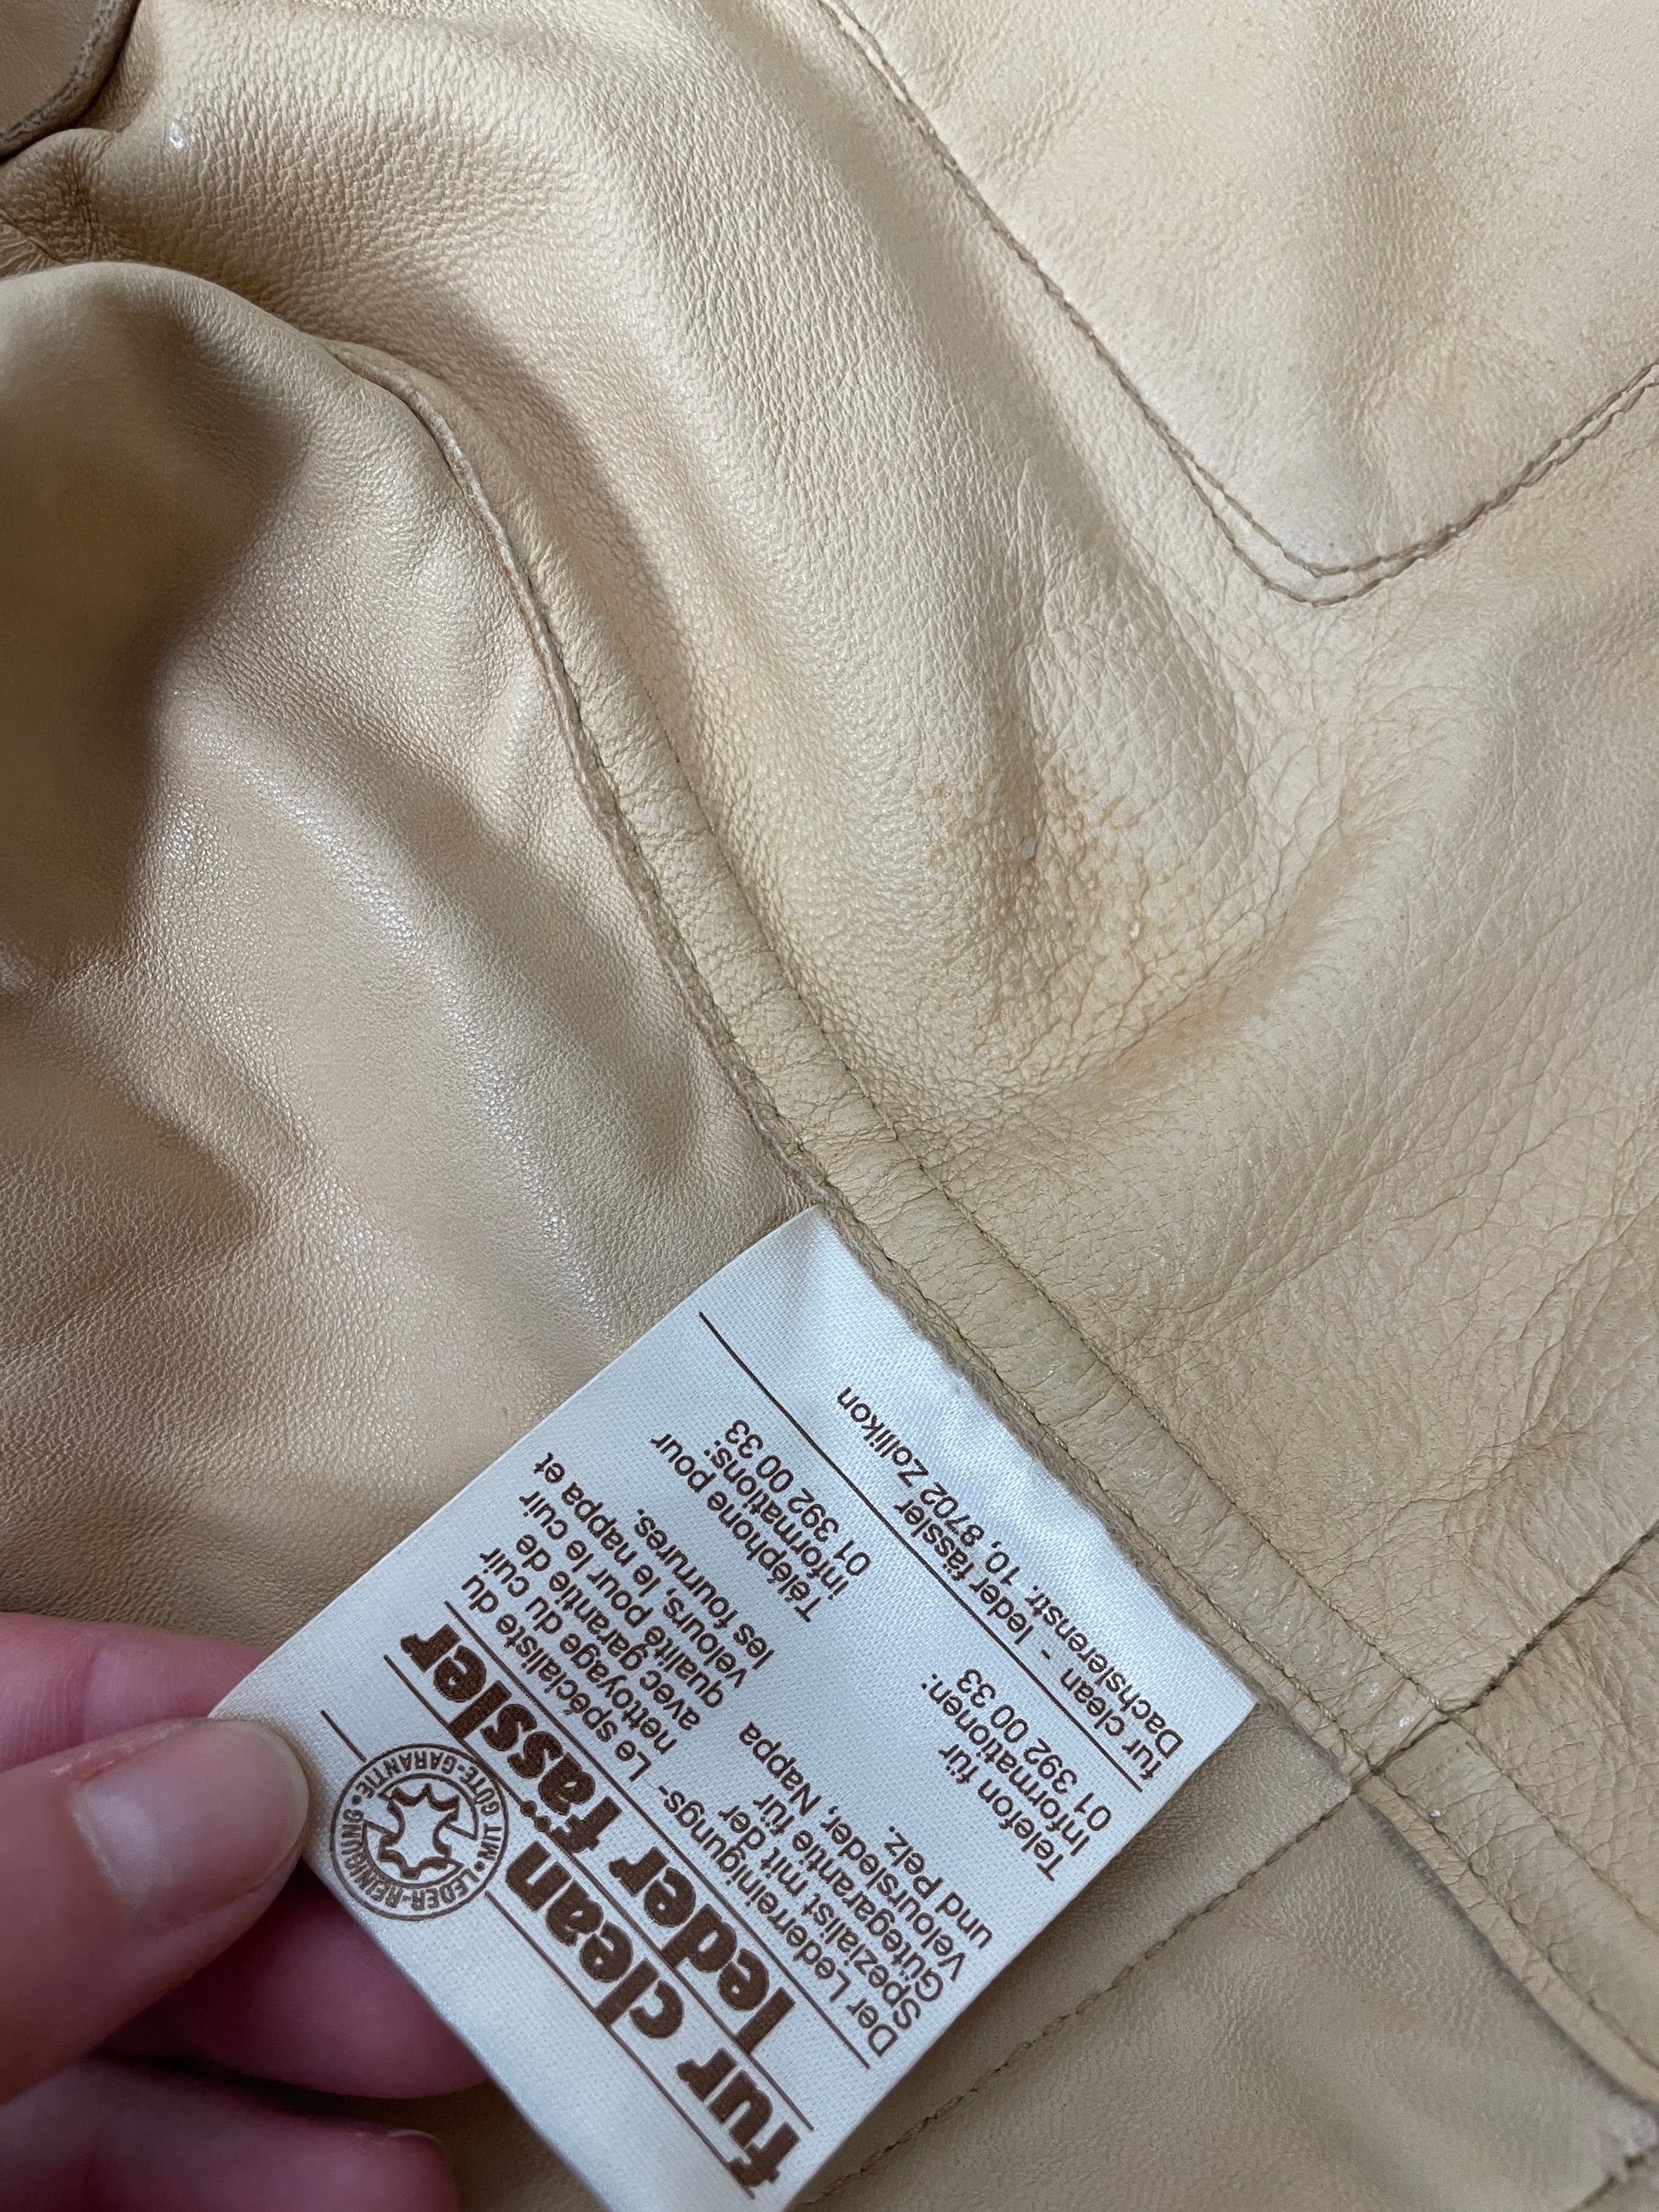 fur clean
leder fässler
LEDER-REINIGUNG • MIT GÜTE-GARANTIE •
Der Lederreinigungs-
Spezialist mit der
Gütegarantie für
Veloursleder, Nappa
und Pelz.
Le spécialiste du
nettoyage du cuir
avec garantie de
qualité pour le cuir
velours, le nappa et
les fourrures.
Telefon für
Informationen:
01 392 00 33
Téléphone pour
informations:
01 392 00 33
fur clean - leder fässler
Dachslerenstr. 10, 8702 Zollikon